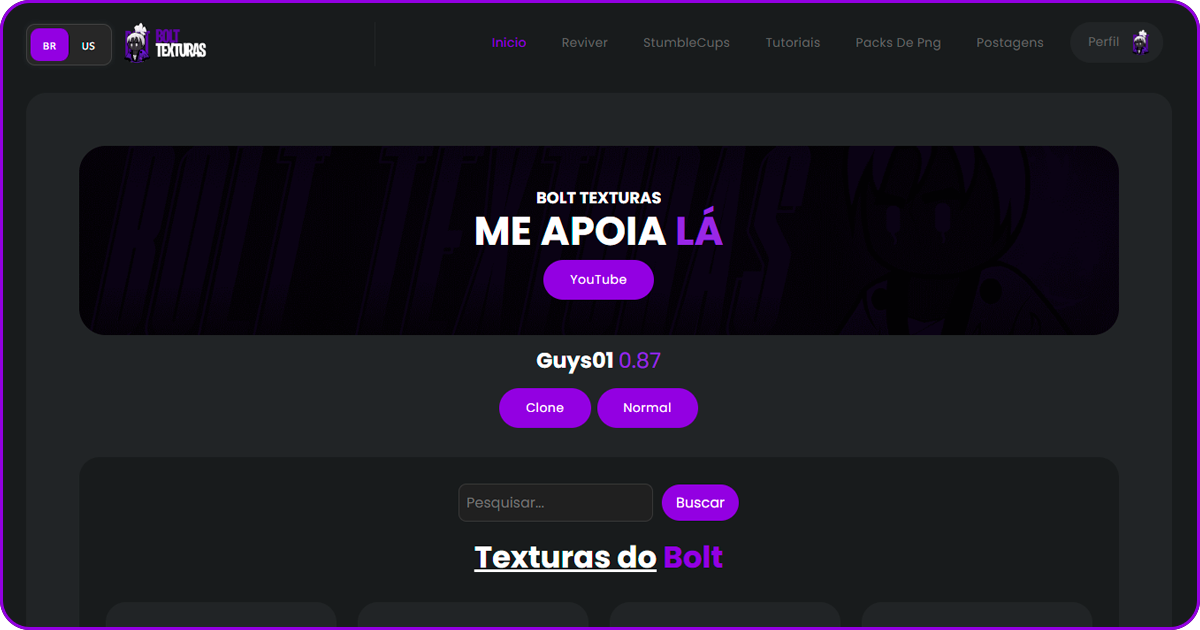 BR US BOLT
TEXTURAS
Início Reviver StumbleCups Tutoriais Packs De Png Postagens Perfil
BOLT TEXTURAS
ME APOIA LÁ
YouTube
Guys01 0.87
Clone Normal
Pesquisar... Buscar
Texturas do Bolt